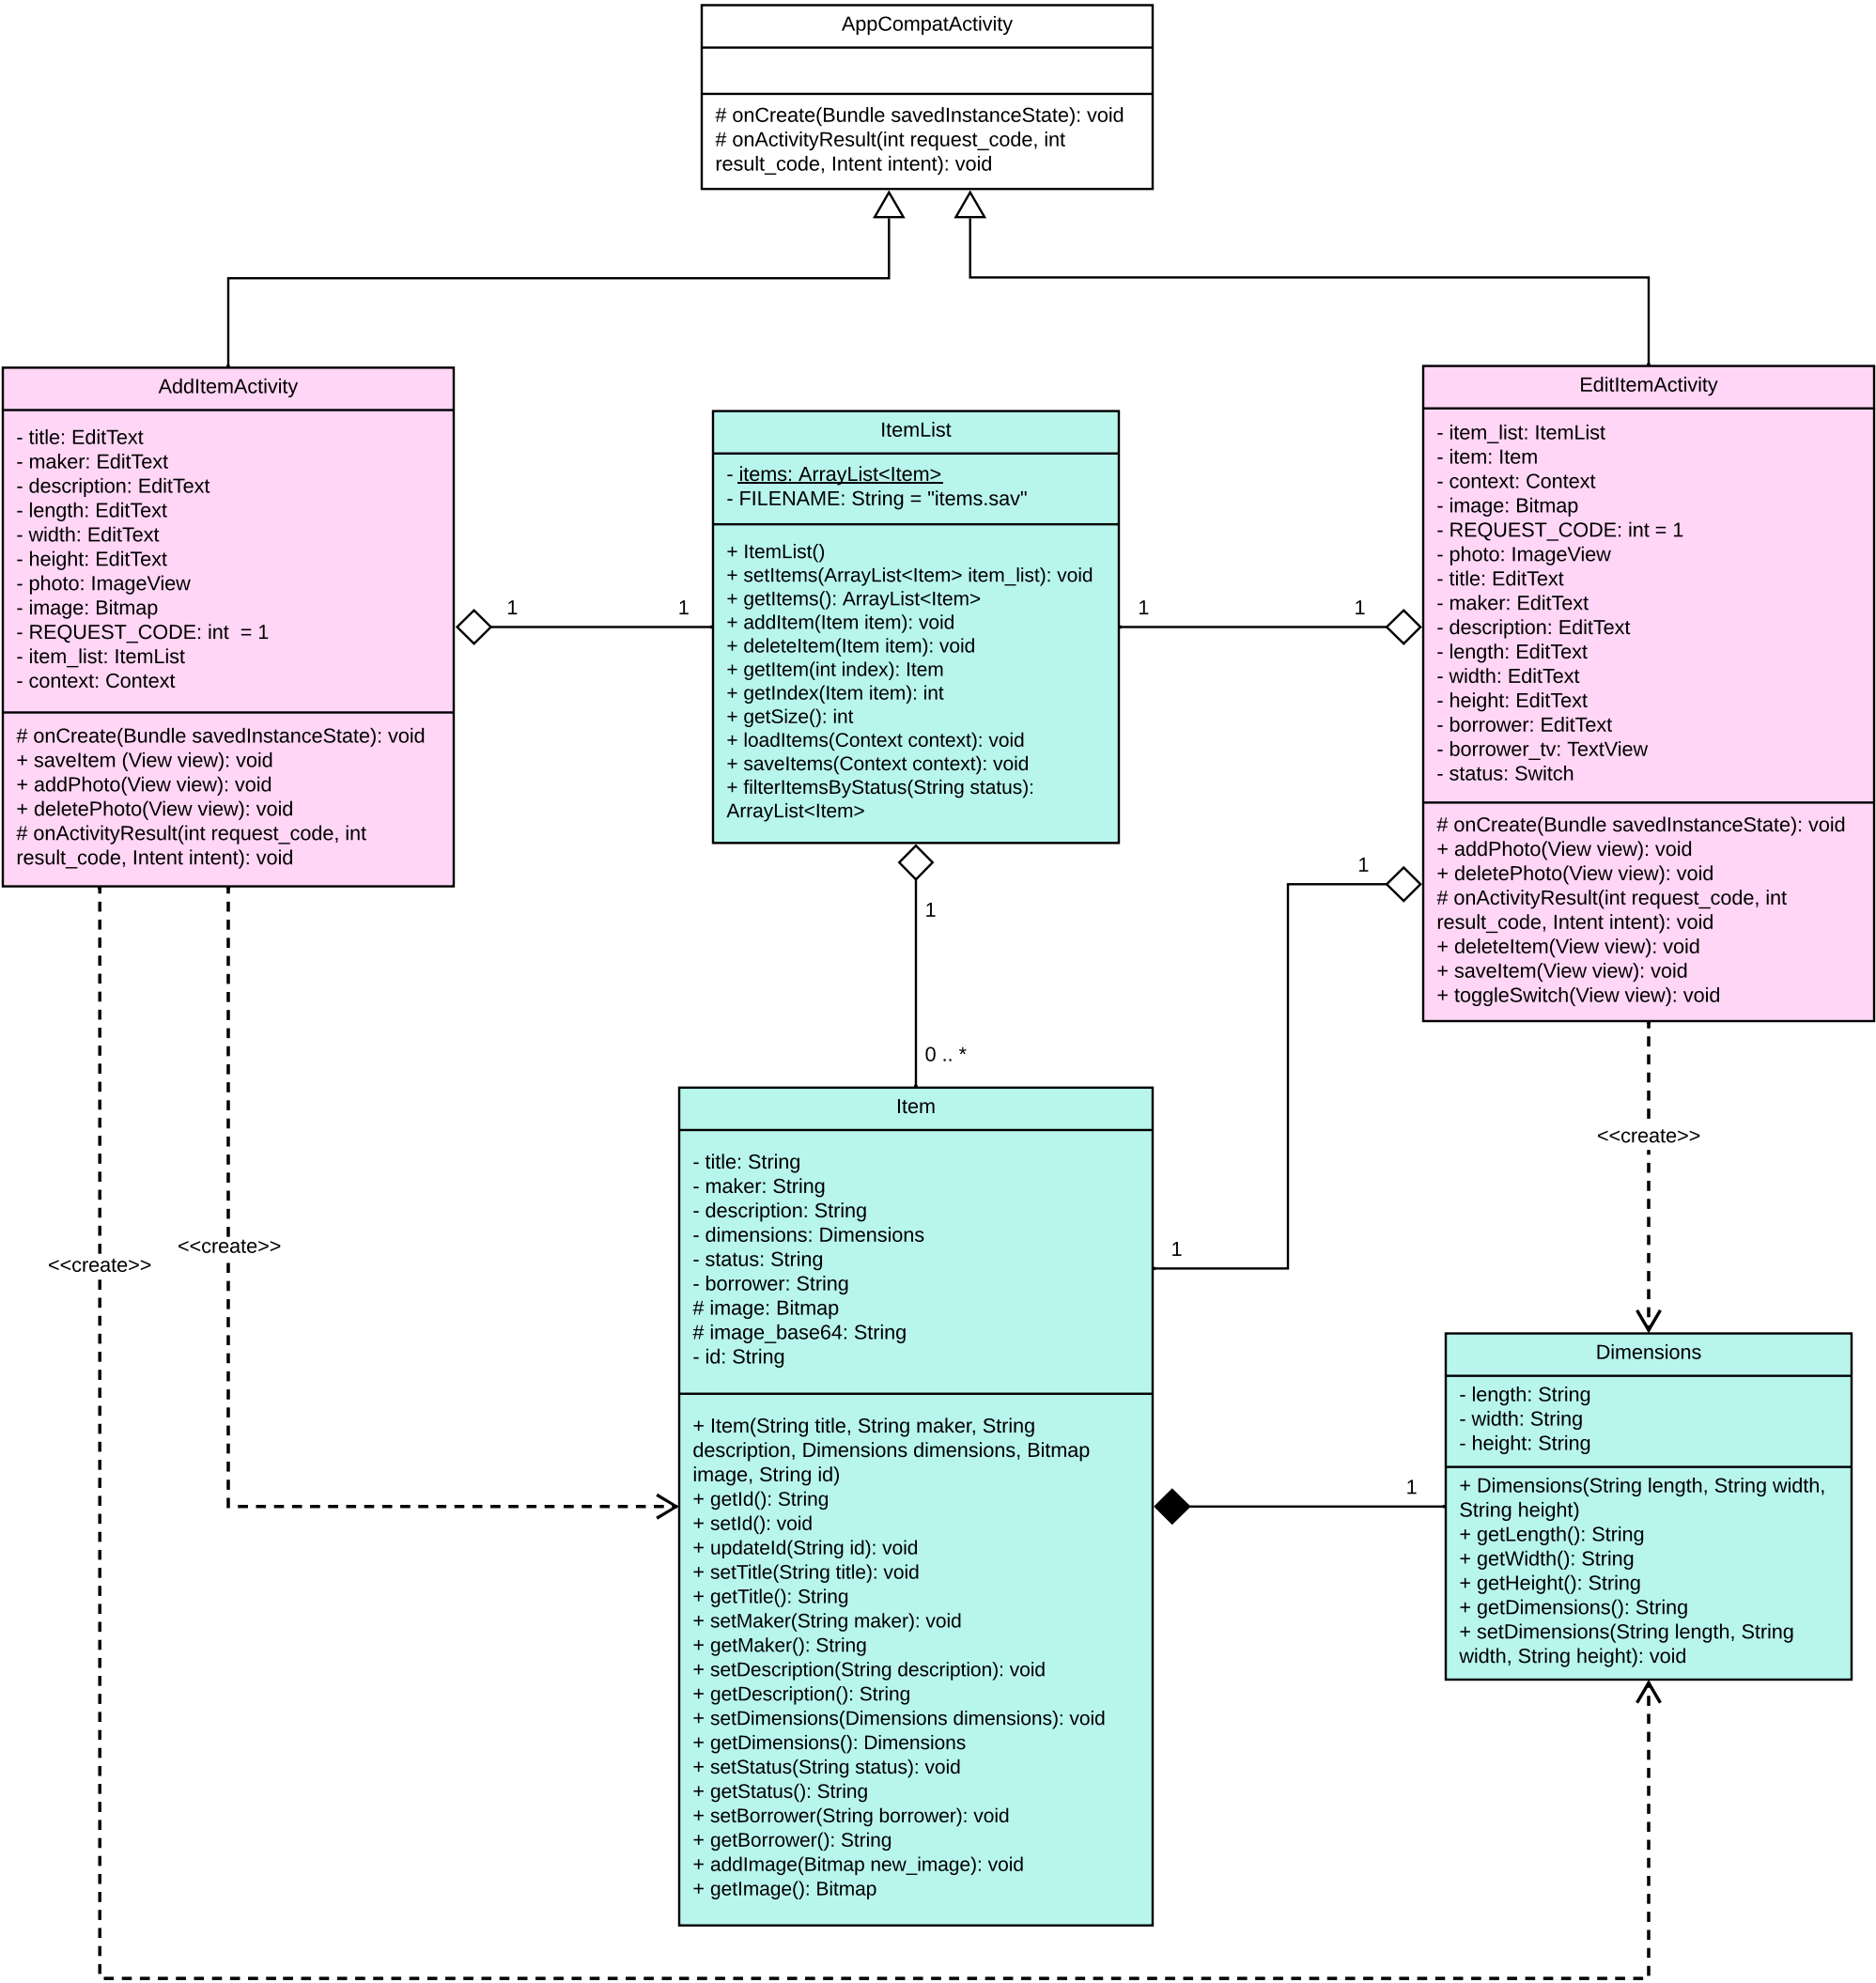 AppCompatActivity
# onCreate(Bundle savedInstanceState): void
# onActivityResult(int request_code, int
result_code, Intent intent): void
AddItemActivity
- title: EditText
- maker: EditText
- description: EditText
- length: EditText
- width: EditText
- height: EditText
- photo: ImageView
- image: Bitmap
- REQUEST_CODE: int  = 1
- item_list: ItemList
- context: Context
# onCreate(Bundle savedInstanceState): void
+ saveItem (View view): void
+ addPhoto(View view): void
+ deletePhoto(View view): void
# onActivityResult(int request_code, int
result_code, Intent intent): void
1
1
ItemList
- items: ArrayList<Item>
- FILENAME: String = "items.sav"
+ ItemList()
+ setItems(ArrayList<Item> item_list): void
+ getItems(): ArrayList<Item>
+ addItem(Item item): void
+ deleteItem(Item item): void
+ getItem(int index): Item
+ getIndex(Item item): int
+ getSize(): int
+ loadItems(Context context): void
+ saveItems(Context context): void
+ filterItemsByStatus(String status):
ArrayList<Item>
1
1
EditItemActivity
- item_list: ItemList
- item: Item
- context: Context
- image: Bitmap
- REQUEST_CODE: int = 1
- photo: ImageView
- title: EditText
- maker: EditText
- description: EditText
- length: EditText
- width: EditText
- height: EditText
- borrower: EditText
- borrower_tv: TextView
- status: Switch
# onCreate(Bundle savedInstanceState): void
+ addPhoto(View view): void
+ deletePhoto(View view): void
# onActivityResult(int request_code, int
result_code, Intent intent): void
+ deleteItem(View view): void
+ saveItem(View view): void
+ toggleSwitch(View view): void
1
1
0 .. *
<<create>>
<<create>>
<<create>>
1
Item
- title: String
- maker: String
- description: String
- dimensions: Dimensions
- status: String
- borrower: String
# image: Bitmap
# image_base64: String
- id: String
+ Item(String title, String maker, String
description, Dimensions dimensions, Bitmap
image, String id)
+ getId(): String
+ setId(): void
+ updateId(String id): void
+ setTitle(String title): void
+ getTitle(): String
+ setMaker(String maker): void
+ getMaker(): String
+ setDescription(String description): void
+ getDescription(): String
+ setDimensions(Dimensions dimensions): void
+ getDimensions(): Dimensions
+ setStatus(String status): void
+ getStatus(): String
+ setBorrower(String borrower): void
+ getBorrower(): String
+ addImage(Bitmap new_image): void
+ getImage(): Bitmap
1
Dimensions
- length: String
- width: String
- height: String
+ Dimensions(String length, String width,
String height)
+ getLength(): String
+ getWidth(): String
+ getHeight(): String
+ getDimensions(): String
+ setDimensions(String length, String
width, String height): void